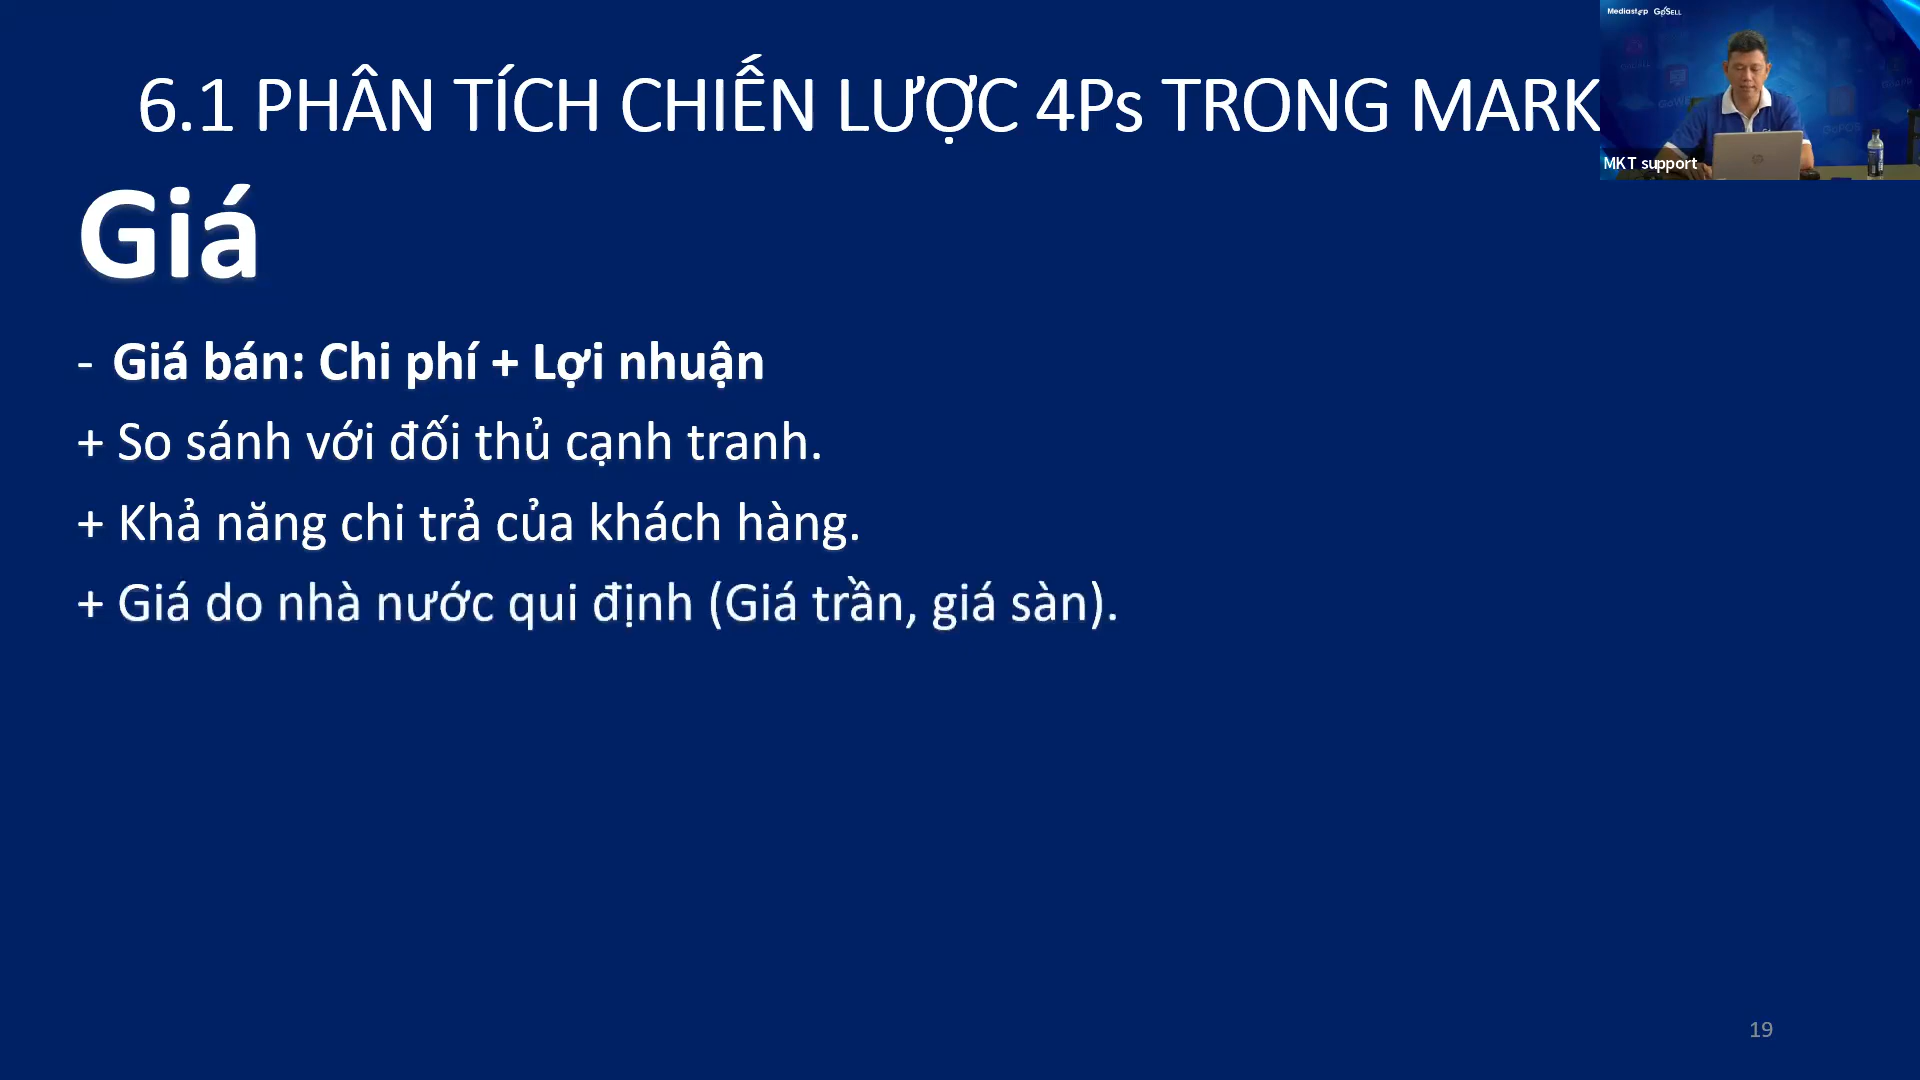 Mediastep GoSELL
6.1 PHÂN TÍCH CHIẾN LƯỢC 4Ps TRONG MARK
MKT support
Giá
- Giá bán: Chi phí + Lợi nhuận
+ So sánh với đối thủ cạnh tranh.
+ Khả năng chi trả của khách hàng.
+ Giá do nhà nước qui định (Giá trần, giá sàn).
19